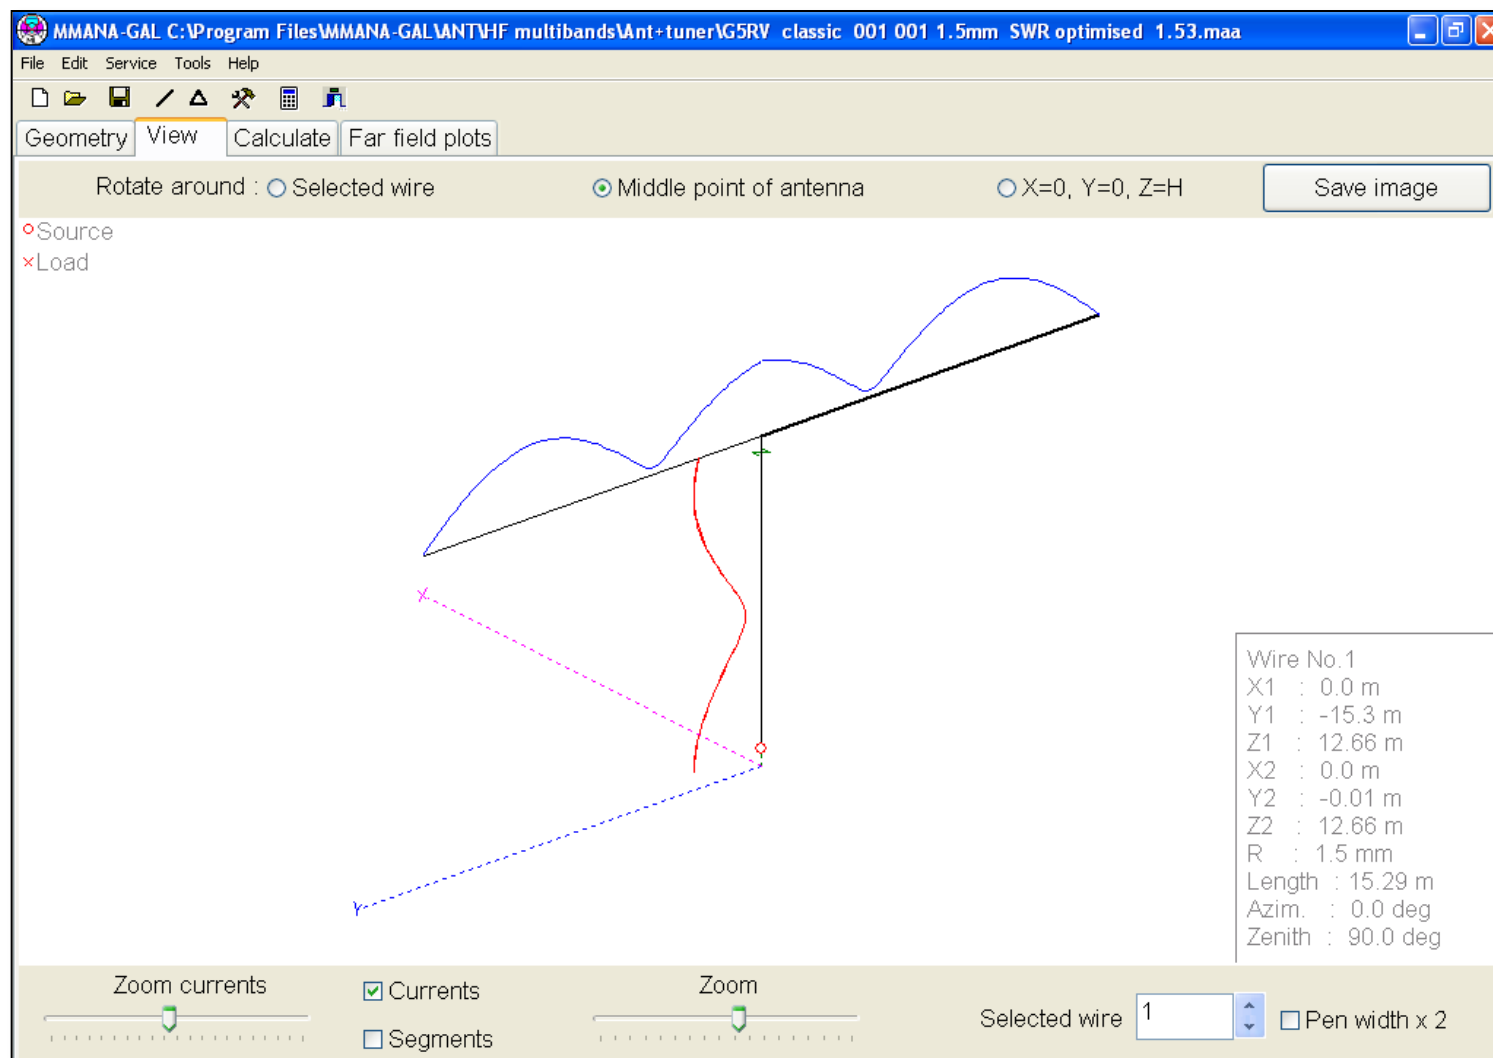 MMANA-GAL C:\Program Files\MMANA-GAL\ANT\HF multibands\Ant+tuner\G5RV classic 001 001 1.5mm SWR optimised 1.53.maa
File Edit Service Tools Help
Geometry View Calculate Far field plots
Rotate around : Selected wire Middle point of antenna X=0, Y=0, Z=H Save image
Source
Load
X
Y
Wire No.1
X1 : 0.0 m
Y1 : -15.3 m
Z1 : 12.66 m
X2 : 0.0 m
Y2 : -0.01 m
Z2 : 12.66 m
R : 1.5 mm
Length : 15.29 m
Azim. : 0.0 deg
Zenith : 90.0 deg
Zoom currents Currents Zoom
Segments Selected wire 1 Pen width x 2